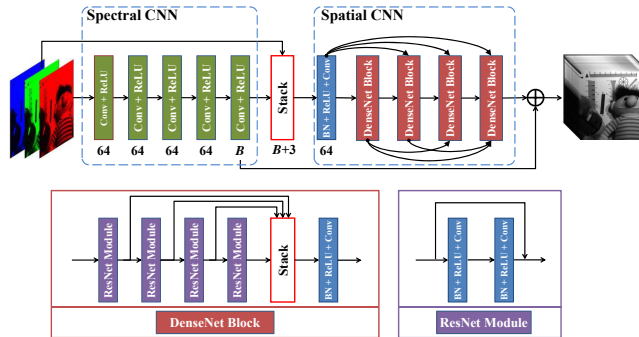 Spectral CNN
Spatial CNN
Conv + ReLU
Conv + ReLU
Conv + ReLU
Conv + ReLU
Conv + ReLU
Stack
BN + ReLU + Conv
DenseNet Block
DenseNet Block
DenseNet Block
DenseNet Block
64
64
64
64
B
B+3
64
ResNet Module
ResNet Module
ResNet Module
ResNet Module
Stack
BN + ReLU + Conv
BN + ReLU + Conv
BN + ReLU + Conv
DenseNet Block
ResNet Module